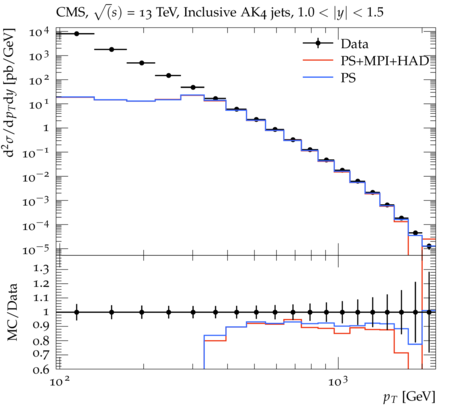 CMS, √(s) = 13 TeV, Inclusive AK4 jets, 1.0 < |y| < 1.5
d²σ/dp_T dy [pb/GeV]
10⁴
10³
10²
10¹
1
10⁻¹
10⁻²
10⁻³
10⁻⁴
10⁻⁵
Data
PS+MPI+HAD
PS
MC/Data
1.3
1.2
1.1
1
0.9
0.8
0.7
0.6
10²
10³
p_T [GeV]